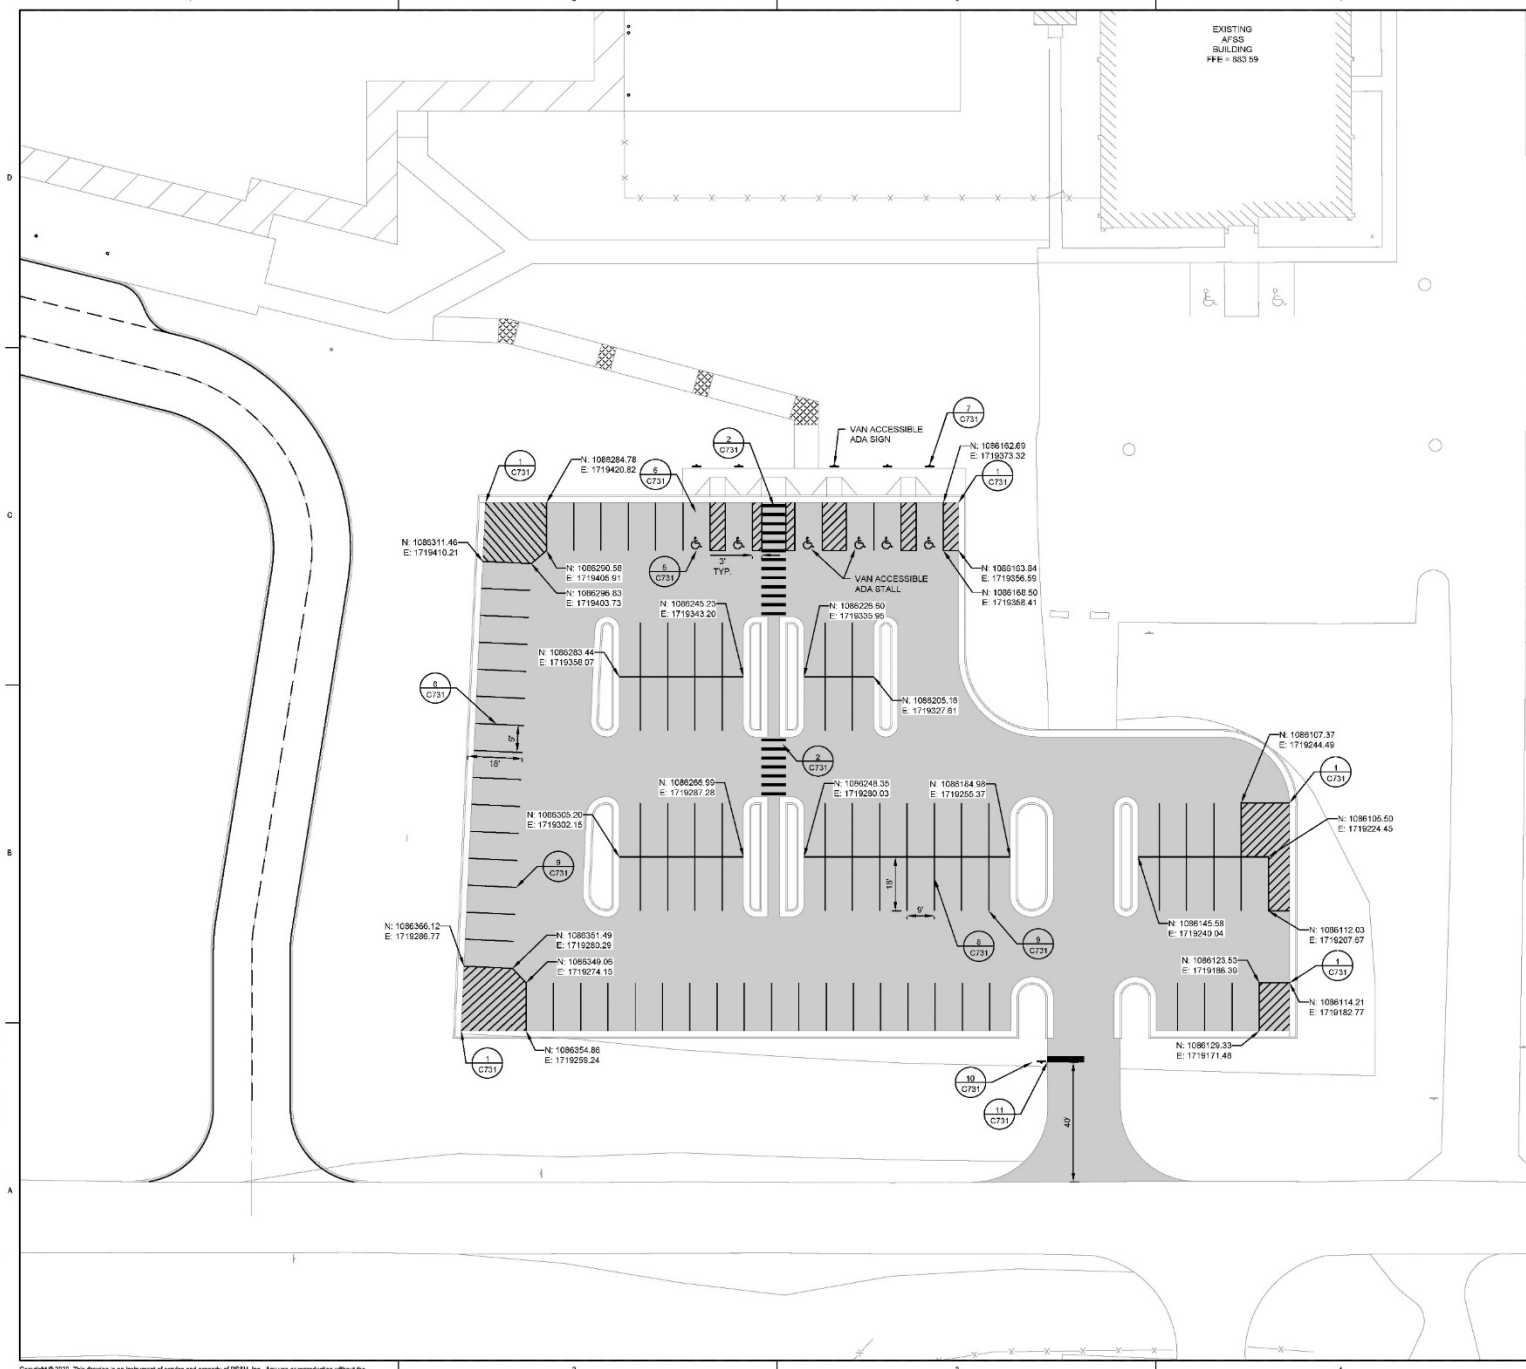 EXISTING
AFSS
BUILDING
FFE = 883.59
D
7
C731
VAN ACCESSIBLE
ADA SIGN
2
C731
N: 1086162.69
E: 1719373.32
1
C731
N: 1086284.78
E: 1719420.82
6
C731
1
C731
C
N: 1086311.46
E: 1719410.21
3'
TYP.
5
C731
N: 1086290.58
E: 1719405.91
VAN ACCESSIBLE
ADA STALL
N: 1086163.84
E: 1719356.59
N: 1086168.50
E: 1719358.41
N: 1086296.83
E: 1719403.73
N: 1086245.23
E: 1719343.20
N: 1086226.60
E: 1719335.95
N: 1086283.44
E: 1719358.07
8
C731
N: 1086205.16
E: 1719327.61
9'
18'
N: 1086107.37
E: 1719244.49
2
C731
1
C731
N: 1086266.99
E: 1719287.28
N: 1086248.35
E: 1719280.03
N: 1086184.98
E: 1719255.37
N: 1086305.20
E: 1719302.15
N: 1086105.50
E: 1719224.45
B
9
C731
18'
9'
N: 1086145.58
E: 1719240.04
N: 1086366.12
E: 1719286.77
N: 1086351.49
E: 1719280.29
8
C731
9
C731
N: 1086112.03
E: 1719207.67
N: 1086349.06
E: 1719274.15
N: 1086123.53
E: 1719186.39
1
C731
N: 1086114.21
E: 1719182.77
1
C731
N: 1086354.86
E: 1719259.24
N: 1086129.33
E: 1719171.48
10
C731
11
C731
40'
A